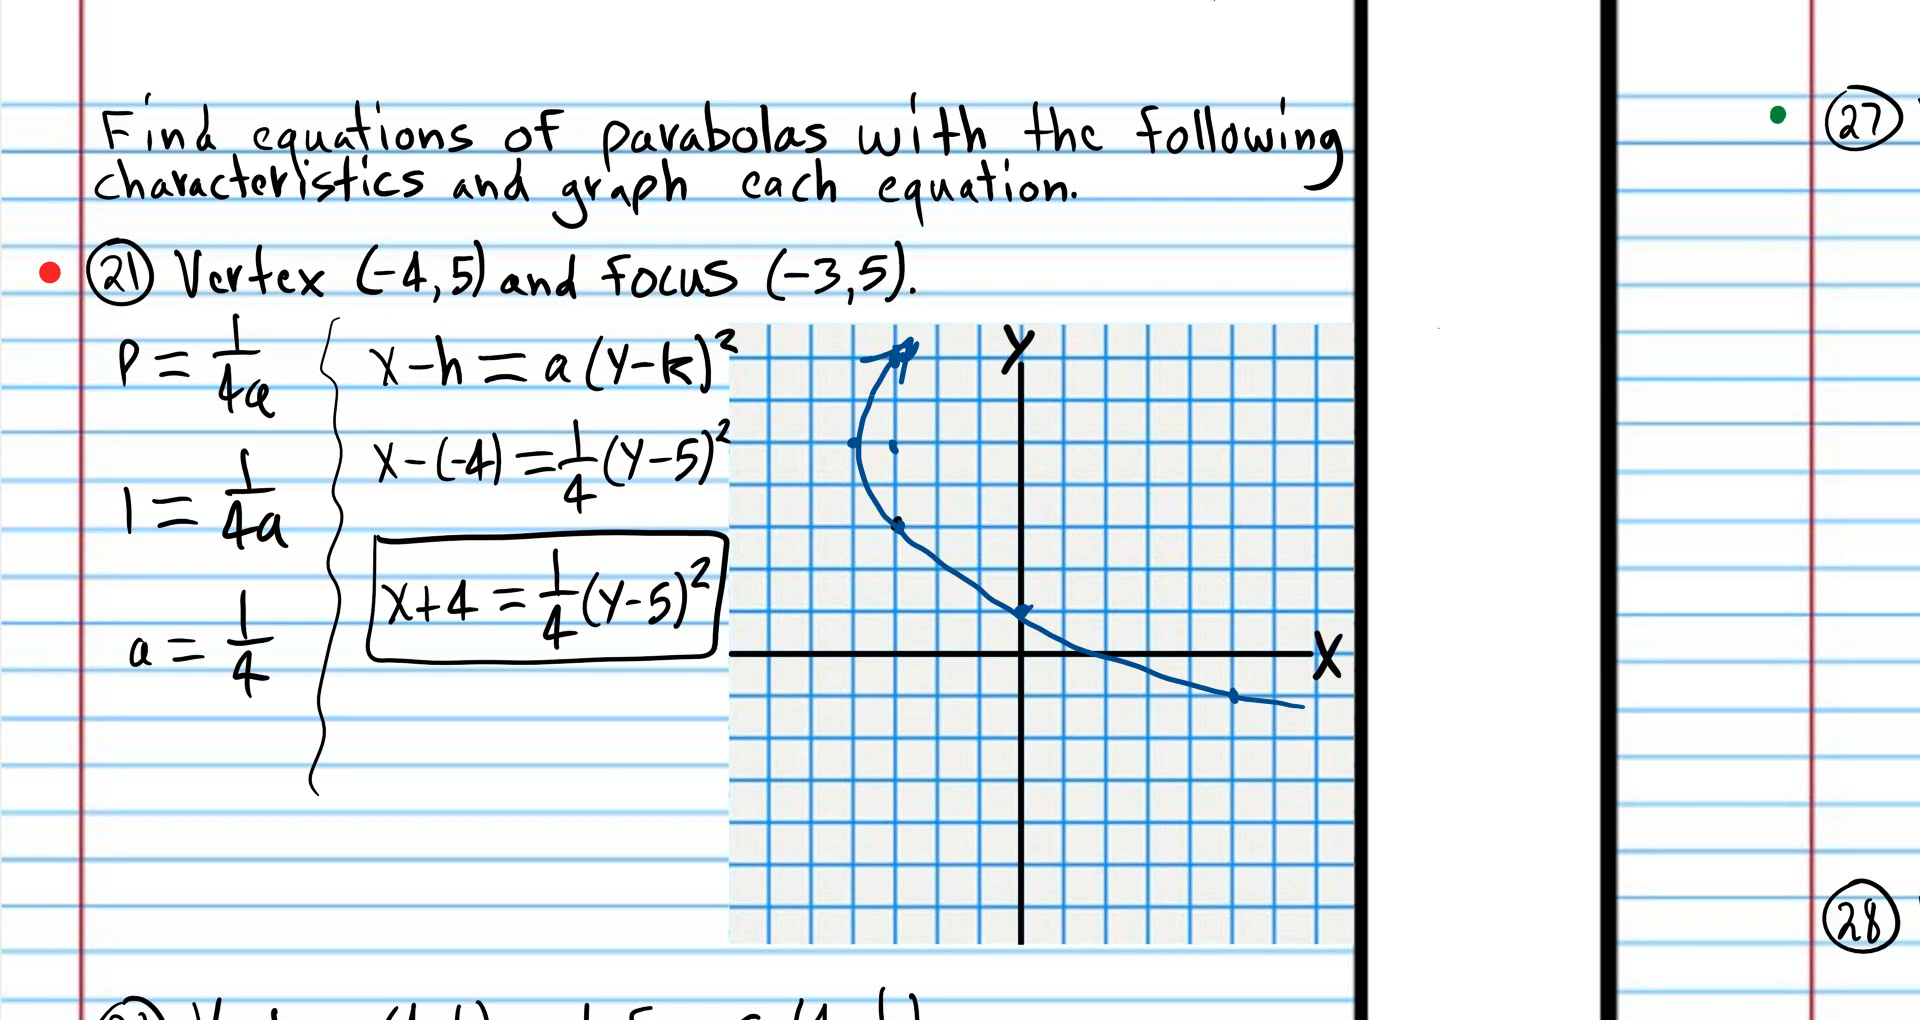 Find equations of parabolas with the following
characteristics and graph each equation.
21 Vertex (-4,5) and focus (-3,5).
P = 1/4a
1 = 1/4a
a = 1/4
x-h = a(y-k)²
x-(-4) = 1/4(y-5)²
x+4 = 1/4(y-5)²
Y
X
27
28